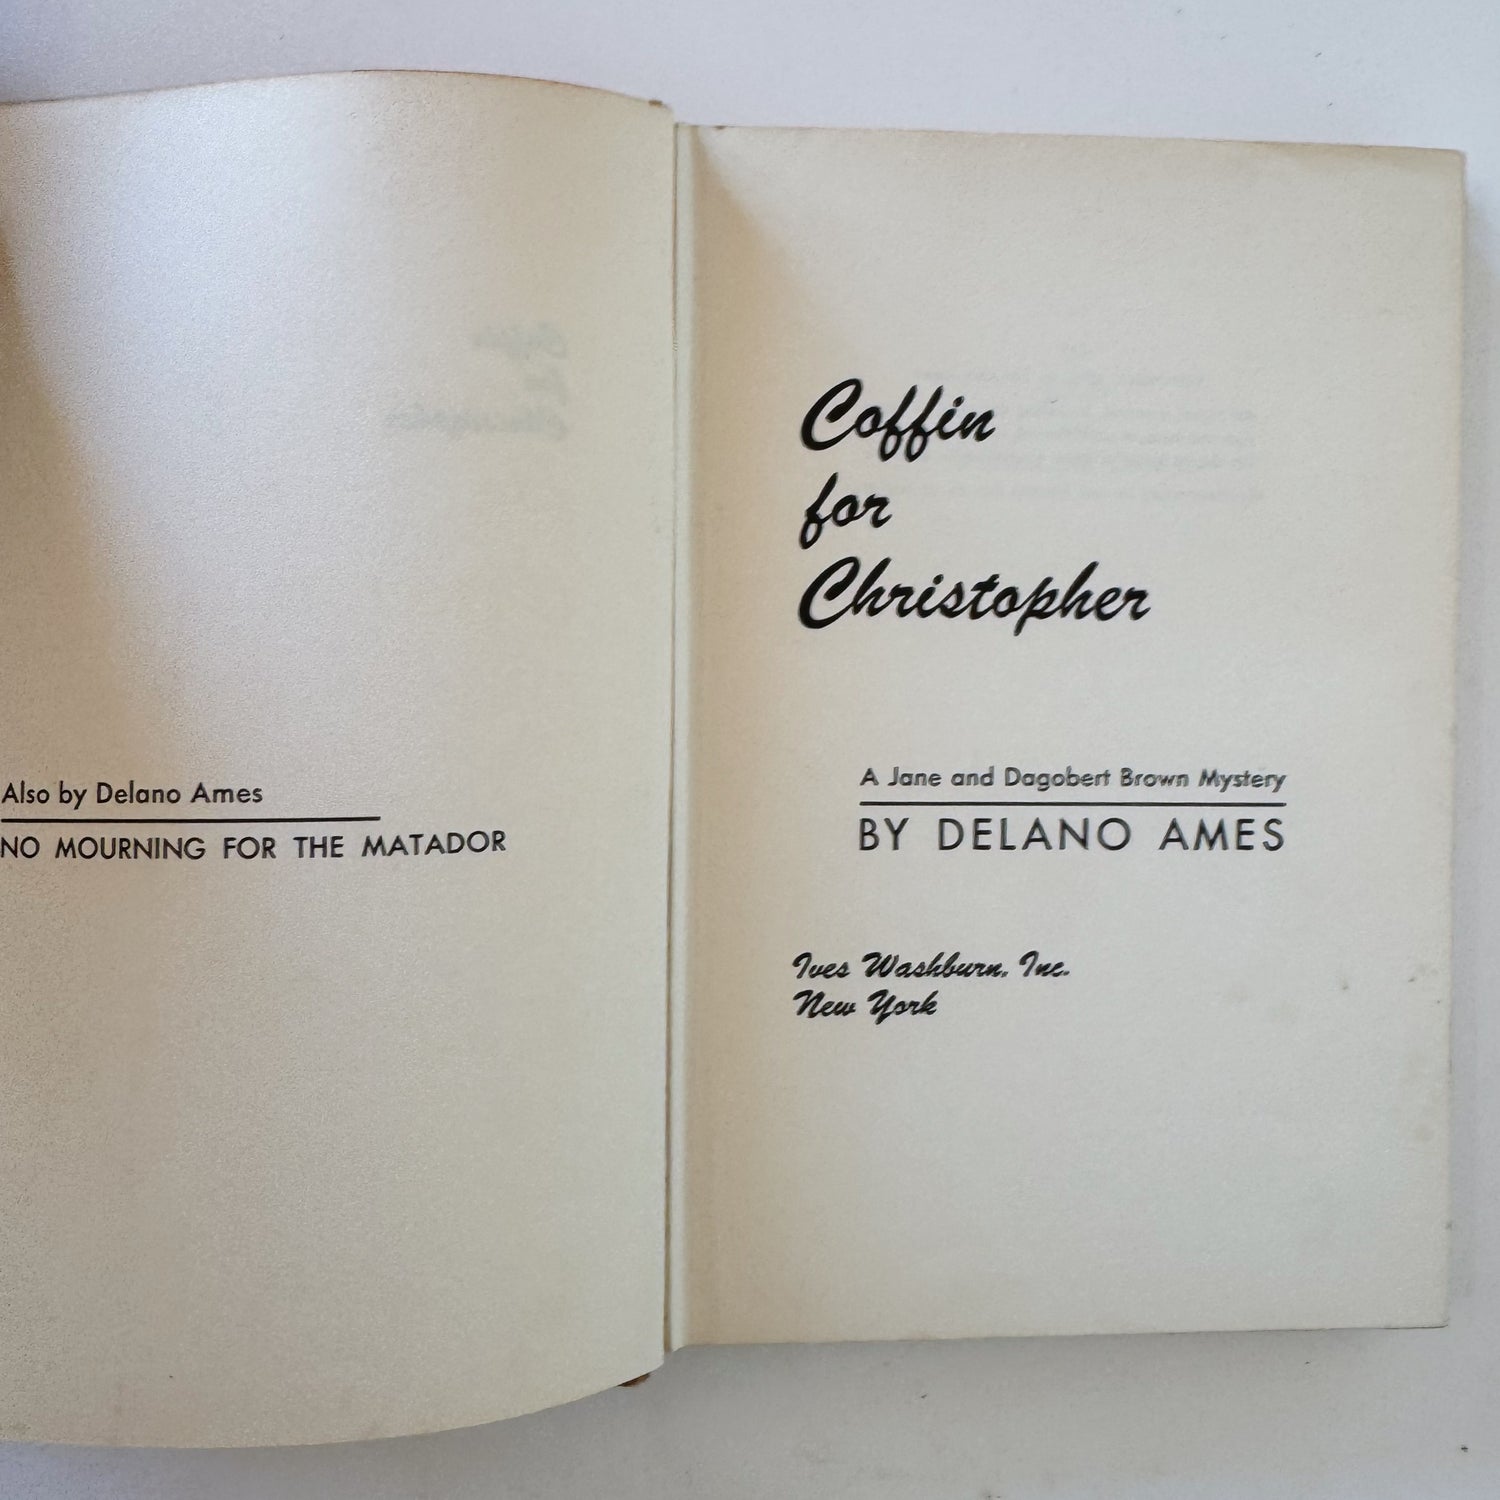 Also by Delano Ames
NO MOURNING FOR THE MATADOR
Coffin
for
Christopher
A Jane and Dagobert Brown Mystery
BY DELANO AMES
Ives Washburn, Inc.
New York